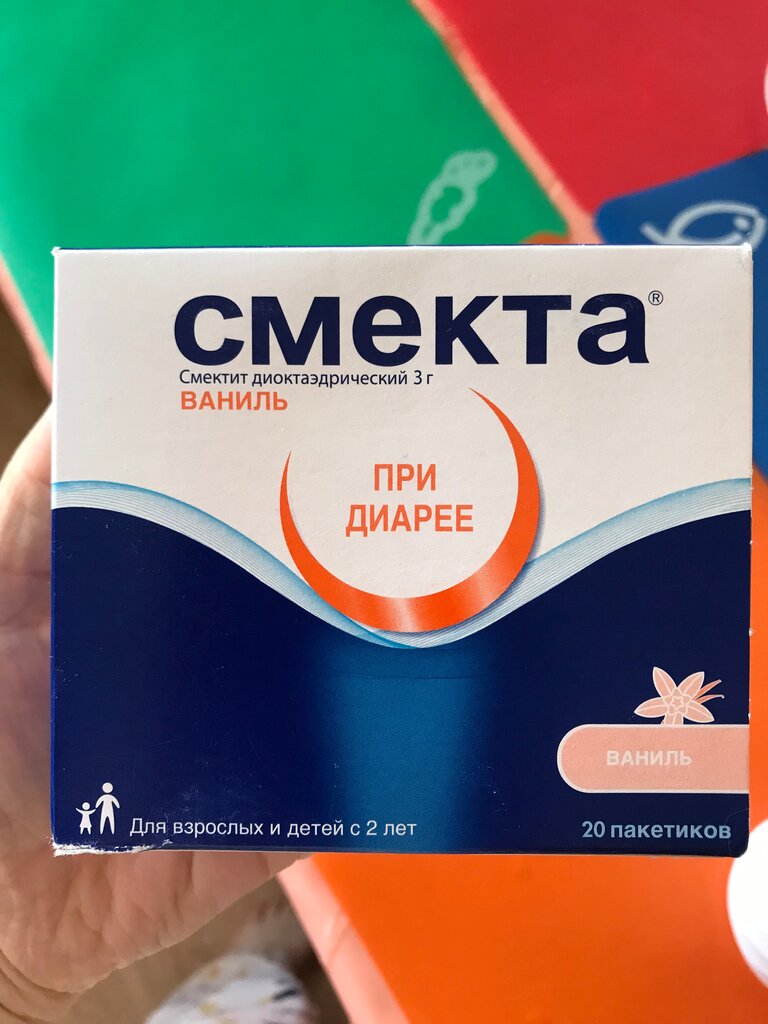 СМЕКТА®
Смектит диоктаэдрический 3 г
ВАНИЛЬ
ПРИ
ДИАРЕЕ
ВАНИЛЬ
Для взрослых и детей с 2 лет
20 пакетиков